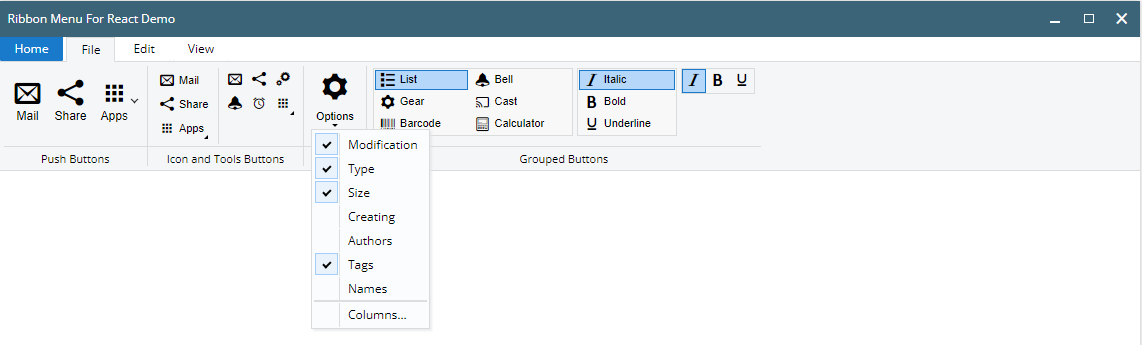 Ribbon Menu For React Demo
Home File Edit View
Mail Share Apps
Mail
Share
Apps
Options
List Bell
Gear Cast
Barcode Calculator
Italic
Bold
Underline
I B U
Push Buttons Icon and Tools Buttons Grouped Buttons
Modification
Type
Size
Creating
Authors
Tags
Names
Columns...